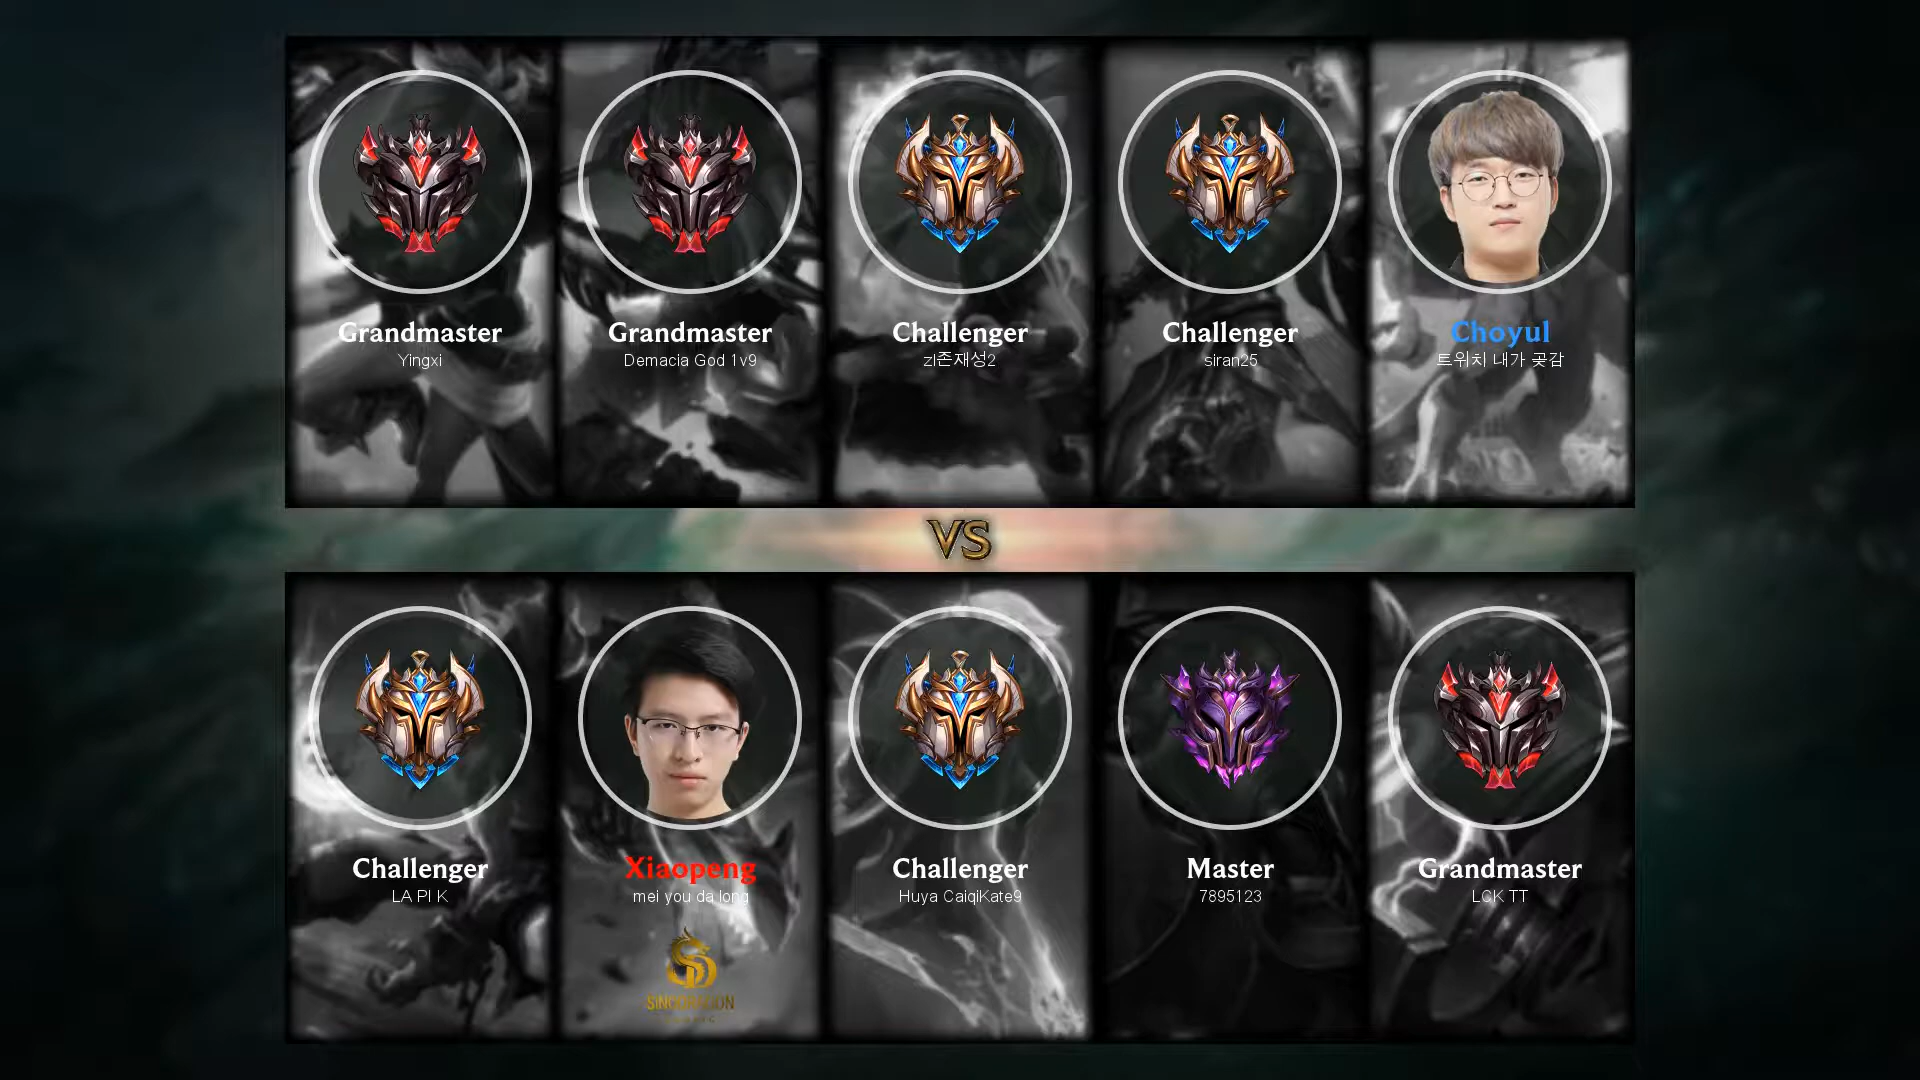 Grandmaster
Yingxi
Grandmaster
Demacia God 1v9
Challenger
zI존재성2
Challenger
siran25
Choyul
트위치 내가 곶감
VS
Challenger
LA PI K
Xiaopeng
mei you da long
SINODRAGON
Challenger
Huya CaiqiKate9
Master
7895123
Grandmaster
LCK TT